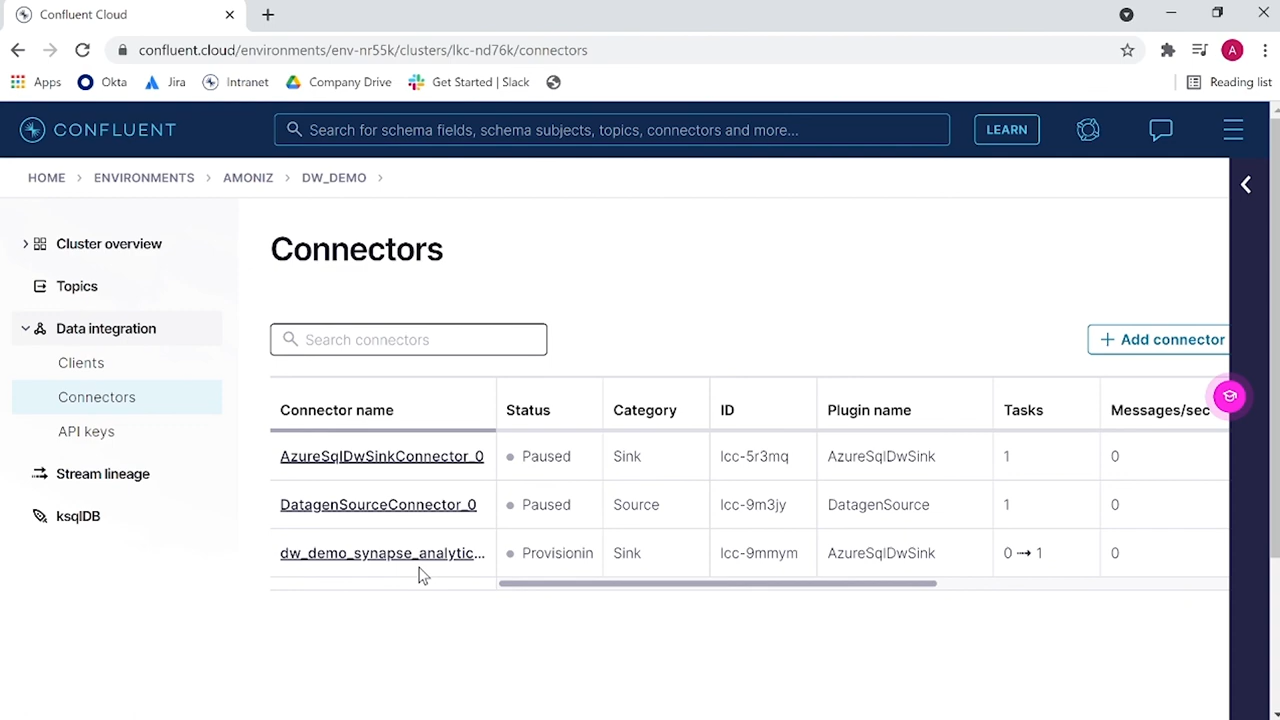 Confluent Cloud
confluent.cloud/environments/env-nr55k/clusters/lkc-nd76k/connectors
A
Apps Okta Jira Intranet Company Drive Get Started | Slack Reading list
CONFLUENT Search for schema fields, schema subjects, topics, connectors and more... LEARN
HOME > ENVIRONMENTS > AMONIZ > DW_DEMO >
Cluster overview
Topics
Data integration
Clients
Connectors
API keys
Stream lineage
ksqlDB
Connectors
Search connectors
+ Add connector
Connector name Status Category ID Plugin name Tasks Messages/sec
AzureSqlDwSinkConnector_0 Paused Sink lcc-5r3mq AzureSqlDwSink 1 0
DatagenSourceConnector_0 Paused Source lcc-9m3jy DatagenSource 1 0
dw_demo_synapse_analytic... Provisionin Sink lcc-9mmym AzureSqlDwSink 0 → 1 0